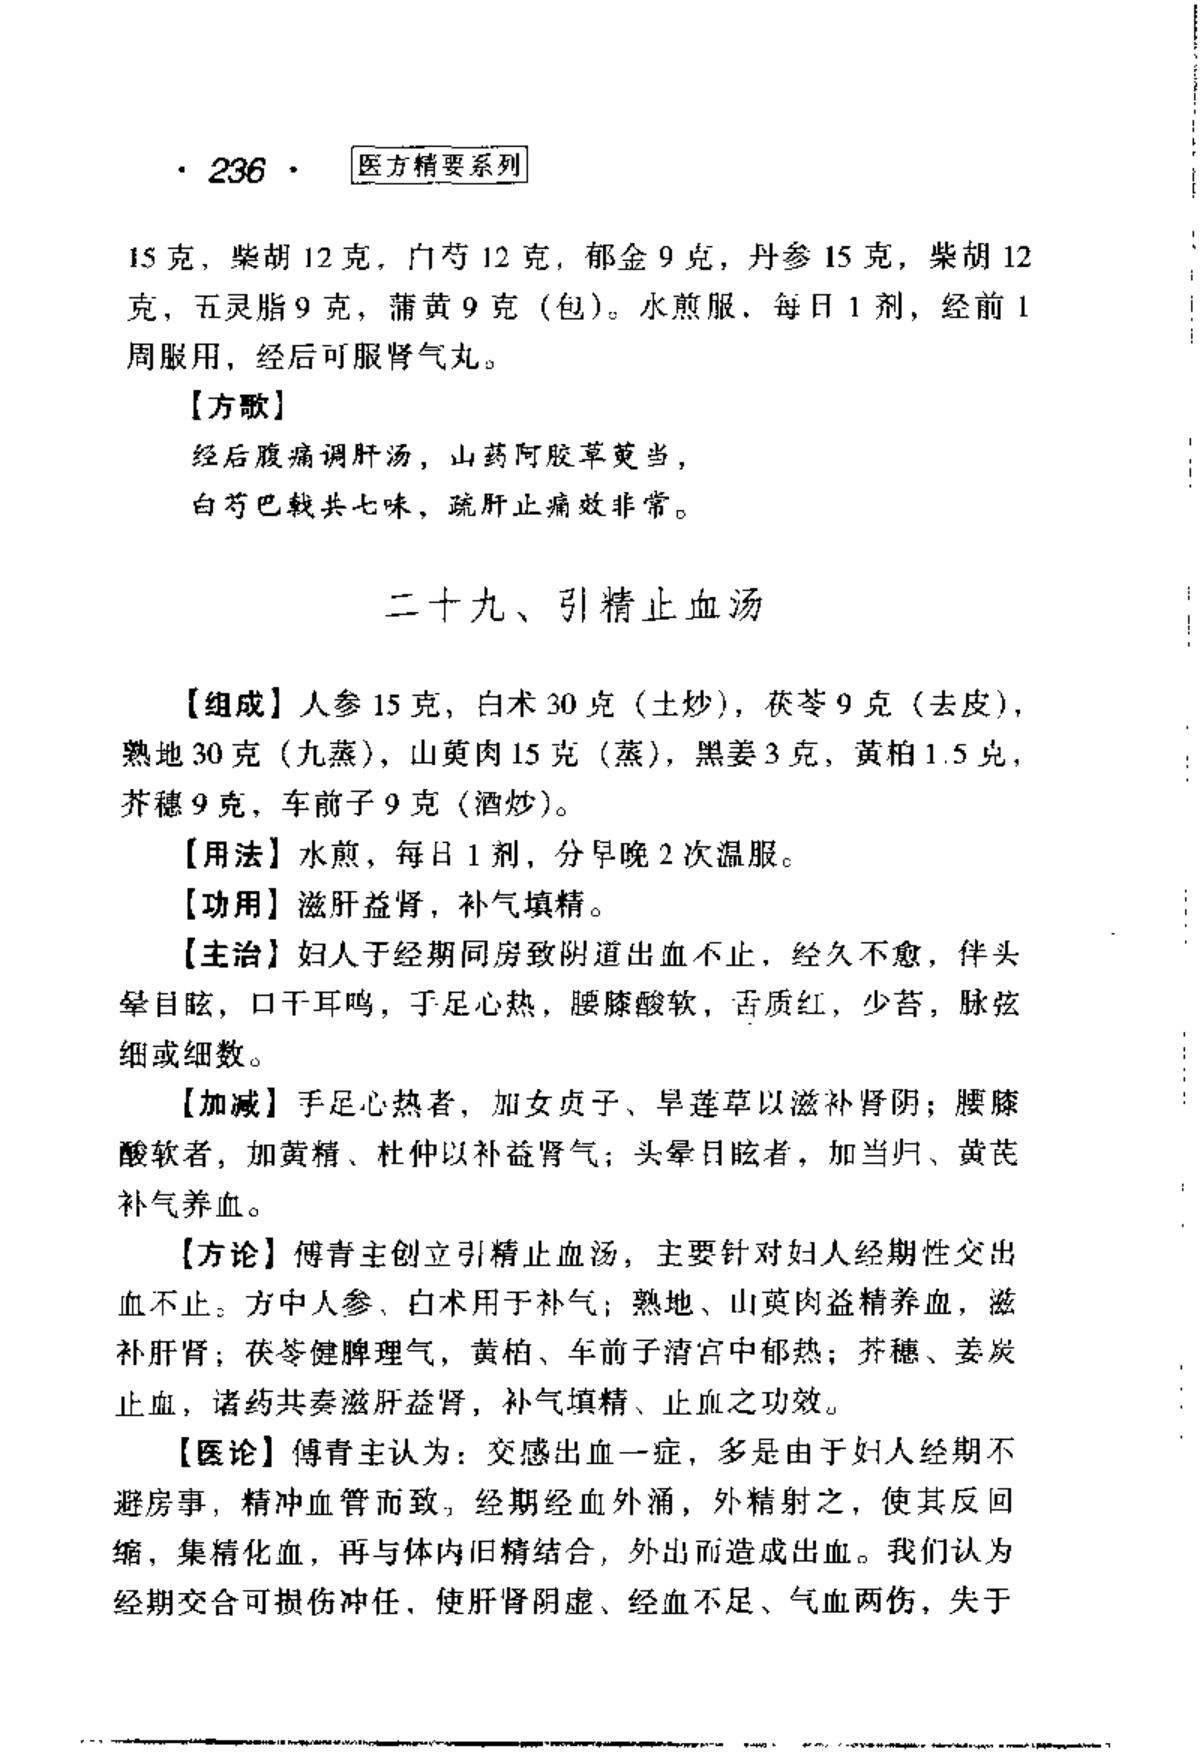 · 236 · 医方精要系列
15克，柴胡12克，白芍12克，郁金9克，丹参15克，柴胡12
克，五灵脂9克，蒲黄9克（包）。水煎服，每日1剂，经前1
周服用，经后可服肾气丸。
【方歌】
经后腹痛调肝汤，山药阿胶草萸当，
白芍巴戟共七味，疏肝止痛效非常。
二十九、引精止血汤
【组成】人参15克，白术30克（土炒），茯苓9克（去皮），
熟地30克（九蒸），山萸肉15克（蒸），黑姜3克，黄柏1.5克，
芥穗9克，车前子9克（酒炒）。
【用法】水煎，每日1剂，分早晚2次温服。
【功用】滋肝益肾，补气填精。
【主治】妇人于经期同房致阴道出血不止，经久不愈，伴头
晕目眩，口干耳鸣，手足心热，腰膝酸软，舌质红，少苔，脉弦
细或细数。
【加减】手足心热者，加女贞子、旱莲草以滋补肾阴；腰膝
酸软者，加黄精、杜仲以补益肾气；头晕目眩者，加当归、黄芪
补气养血。
【方论】傅青主创立引精止血汤，主要针对妇人经期性交出
血不止。方中人参、白术用于补气；熟地、山萸肉益精养血，滋
补肝肾；茯苓健脾理气，黄柏、车前子清宫中郁热；芥穗、姜炭
止血，诸药共奏滋肝益肾，补气填精、止血之功效。
【医论】傅青主认为：交感出血一症，多是由于妇人经期不
避房事，精冲血管而致。经期经血外涌，外精射之，使其反回
缩，集精化血，再与体内旧精结合，外出而造成出血。我们认为
经期交合可损伤冲任，使肝肾阴虚、经血不足、气血两伤，失于